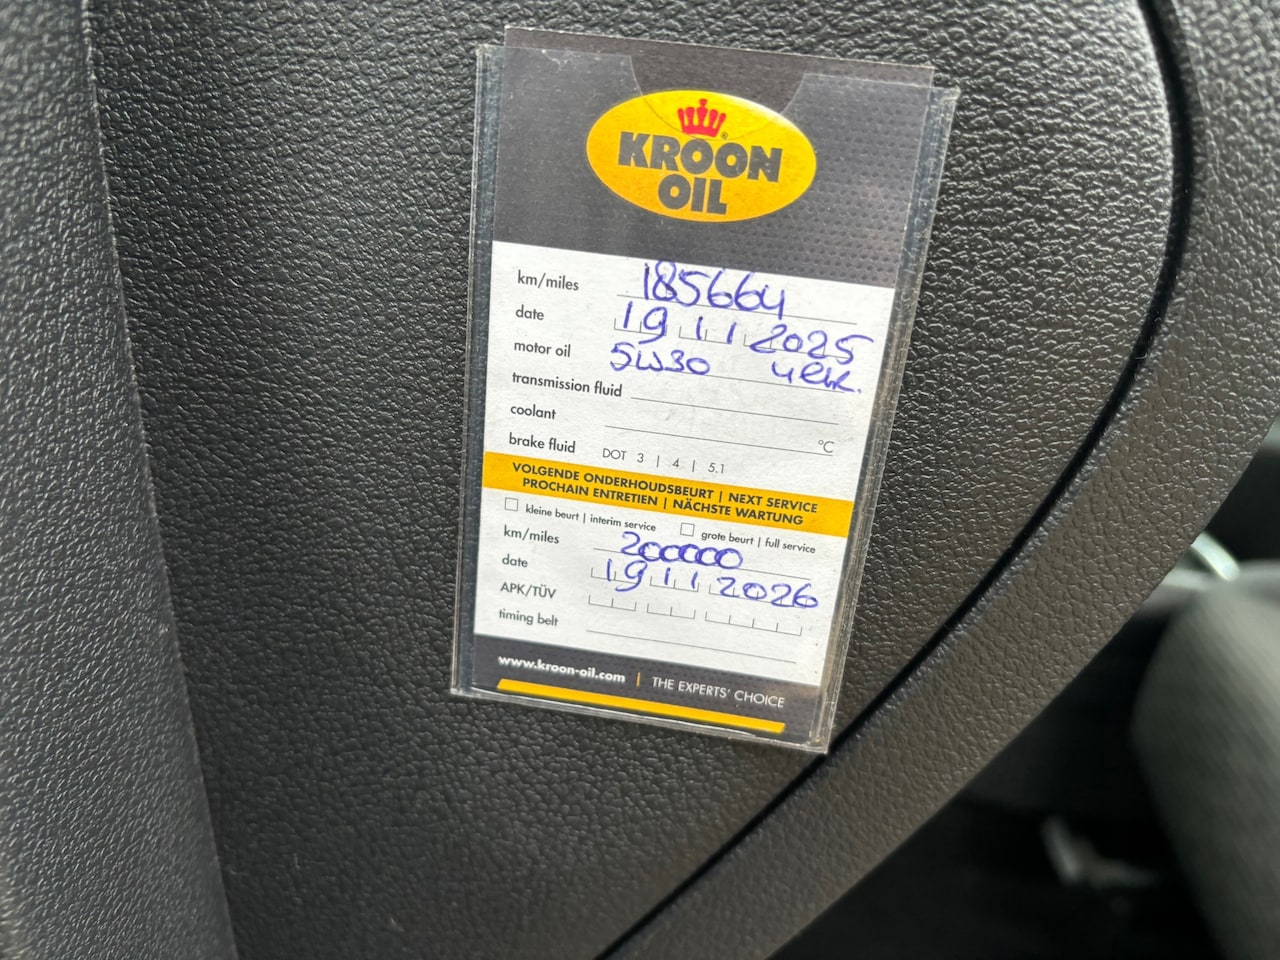 KROON
OIL
®
km/miles 185664
date 19 11 2025
motor oil 5W30
transmission fluid
coolant °C
brake fluid DOT 3 | 4 | 5.1
VOLGENDE ONDERHOUDSBEURT | NEXT SERVICE
PROCHAIN ENTRETIEN | NÄCHSTE WARTUNG
kleine beurt | interim service grote beurt | full service
km/miles 200000
date 19 11 2026
APK/TÜV
timing belt
www.kroon-oil.com | THE EXPERTS' CHOICE